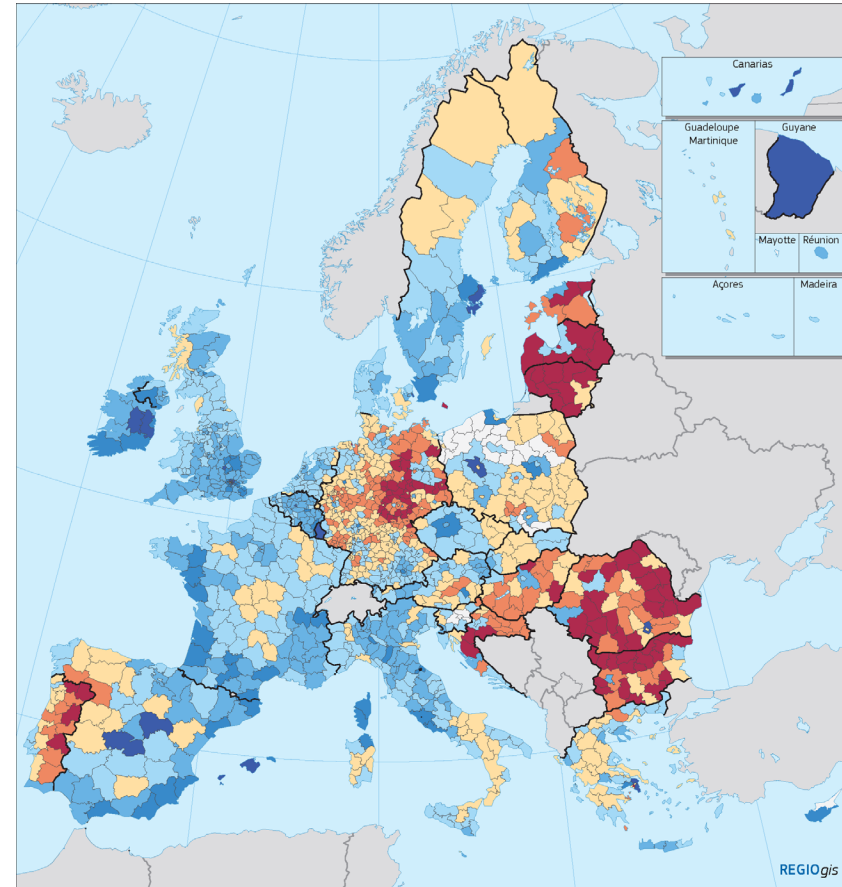 Canarias
Guadeloupe
Martinique
Guyane
Mayotte
Réunion
Açores
Madeira
REGIOgis